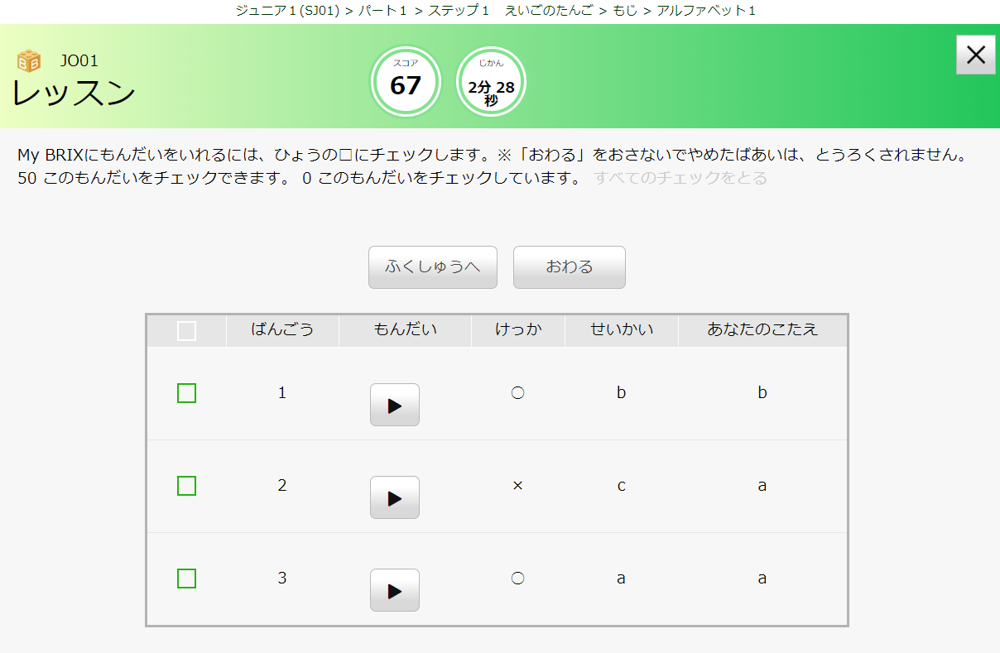 ジュニア１(SJ01) > パート１ > ステップ１　えいごのたんご > もじ > アルファベット１
JO01
レッスン
スコア
67
じかん
2分 28
秒
My BRIXにもんだいをいれるには、ひょうの□にチェックします。※「おわる」をおさないでやめたばあいは、とうろくされません。
50 このもんだいをチェックできます。 0 このもんだいをチェックしています。 すべてのチェックをとる
ふくしゅうへ おわる
ばんごう もんだい けっか せいかい あなたのこたえ
1 ○ b b
2 × c a
3 ○ a a